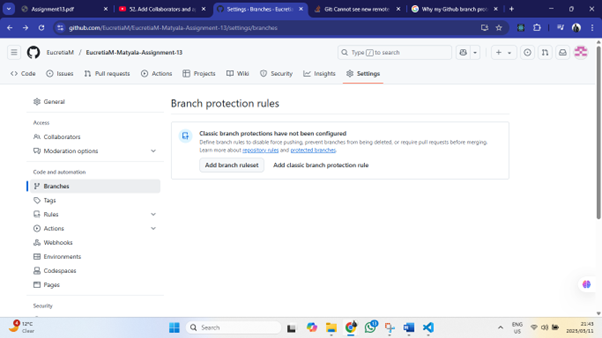 Assignment13.pdf
52. Add Collaborators and u
Settings - Branches - Eucretia
Git: Cannot see new remote
Why my Github branch prot
github.com/EucretiaM/EucretiaM-Matyala-Assignment-13/settings/branches
EucretiaM / EucretiaM-Matyala-Assignment-13
Type / to search
Code
Issues
Pull requests
Actions
Projects
Wiki
Security
Insights
Settings
General
Access
Collaborators
Moderation options
Code and automation
Branches
Tags
Rules
Actions
Webhooks
Environments
Codespaces
Pages
Security
Branch protection rules
Classic branch protections have not been configured
Define branch rules to disable force pushing, prevent branches from being deleted, or require pull requests before merging.
Learn more about repository rules and protected branches.
Add branch ruleset
Add classic branch protection rule
12°C
Clear
Search
ENG
US
21:43
2025/05/11